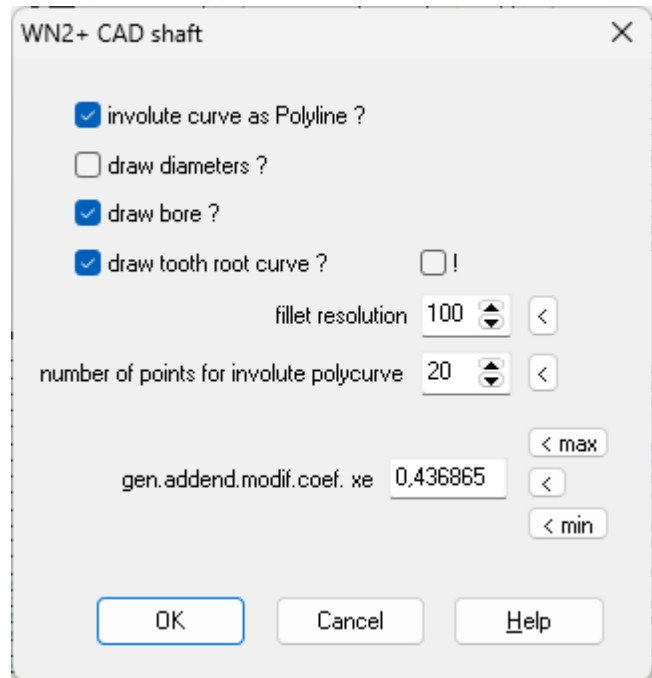 WN2+ CAD shaft
involute curve as Polyline ?
draw diameters ?
draw bore ?
draw tooth root curve ? !
fillet resolution 100 <
number of points for involute polycurve 20 <
< max
gen.addend.modif.coef. xe 0,436865 <
< min
OK Cancel Help